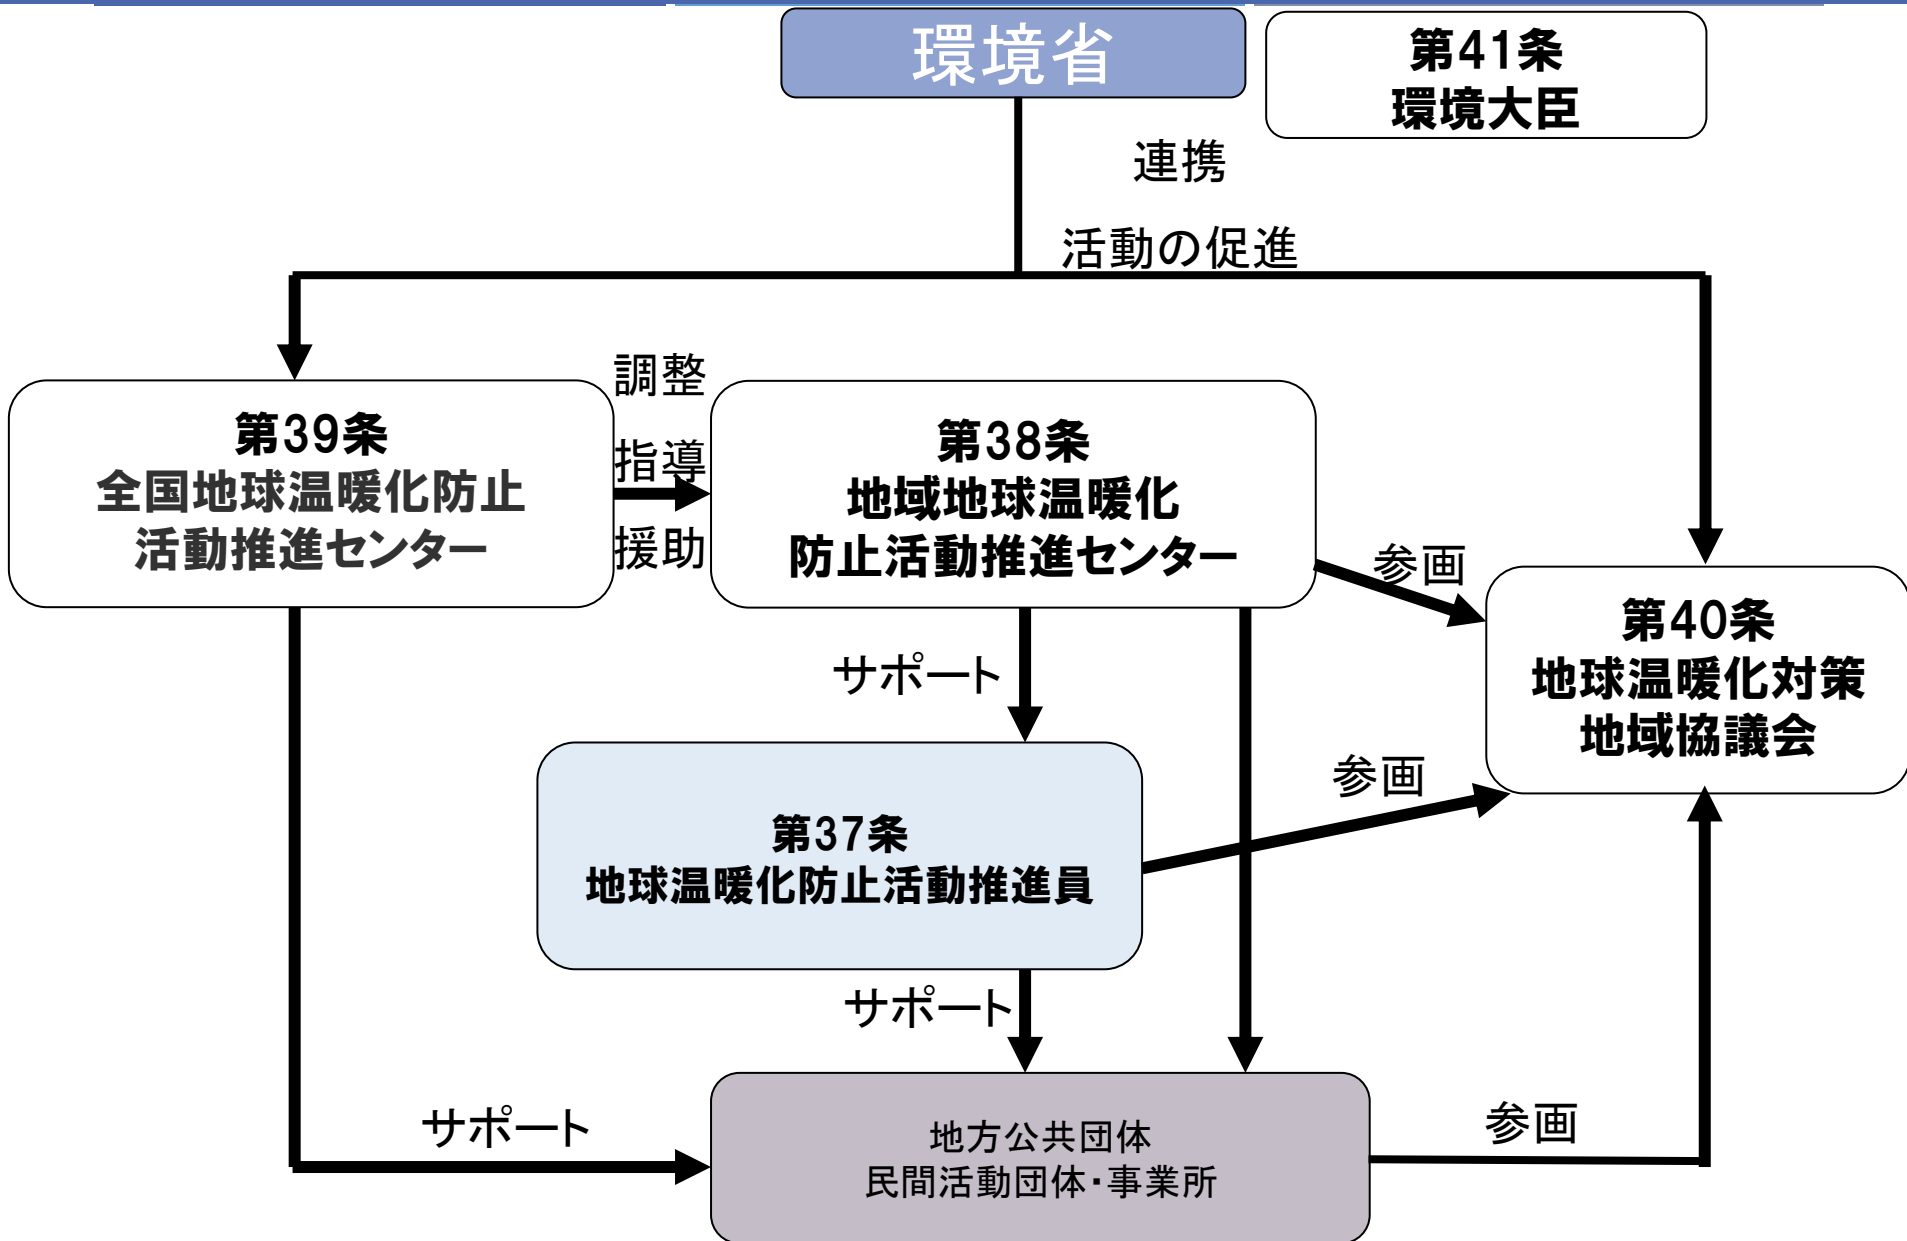 環境省
第41条
環境大臣
連携
活動の促進
第39条
全国地球温暖化防止
活動推進センター
調整
指導
援助
第38条
地域地球温暖化
防止活動推進センター
参画
第40条
地球温暖化対策
地域協議会
サポート
第37条
地球温暖化防止活動推進員
参画
サポート
サポート
地方公共団体
民間活動団体・事業所
参画